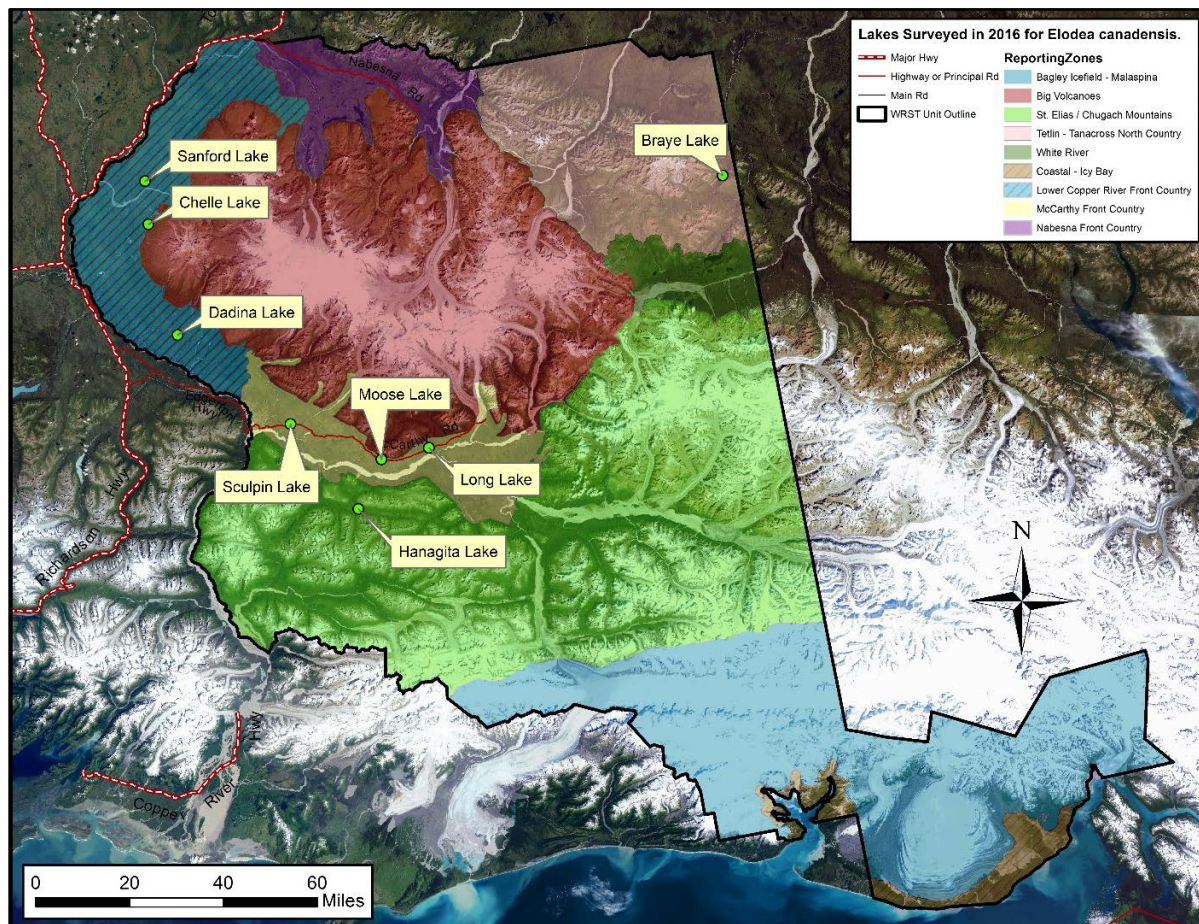 Lakes Surveyed in 2016 for Elodea canadensis.
Major Hwy
Highway or Principal Rd
Main Rd
WRST Unit Outline
ReportingZones
Bagley Icefield - Malaspina
Big Volcanoes
St. Elias / Chugach Mountains
Tetlin - Tanacross North Country
White River
Coastal - Icy Bay
Lower Copper River Front Country
McCarthy Front Country
Nabesna Front Country
Nabesna Rd
Braye Lake
Sanford Lake
Chelle Lake
Dadina Lake
Moose Lake
Hwy
Rd
Sculpin Lake
Long Lake
Hanagita Lake
Richardson Hwy
N
Copper River Hwy
0 20 40 60
Miles